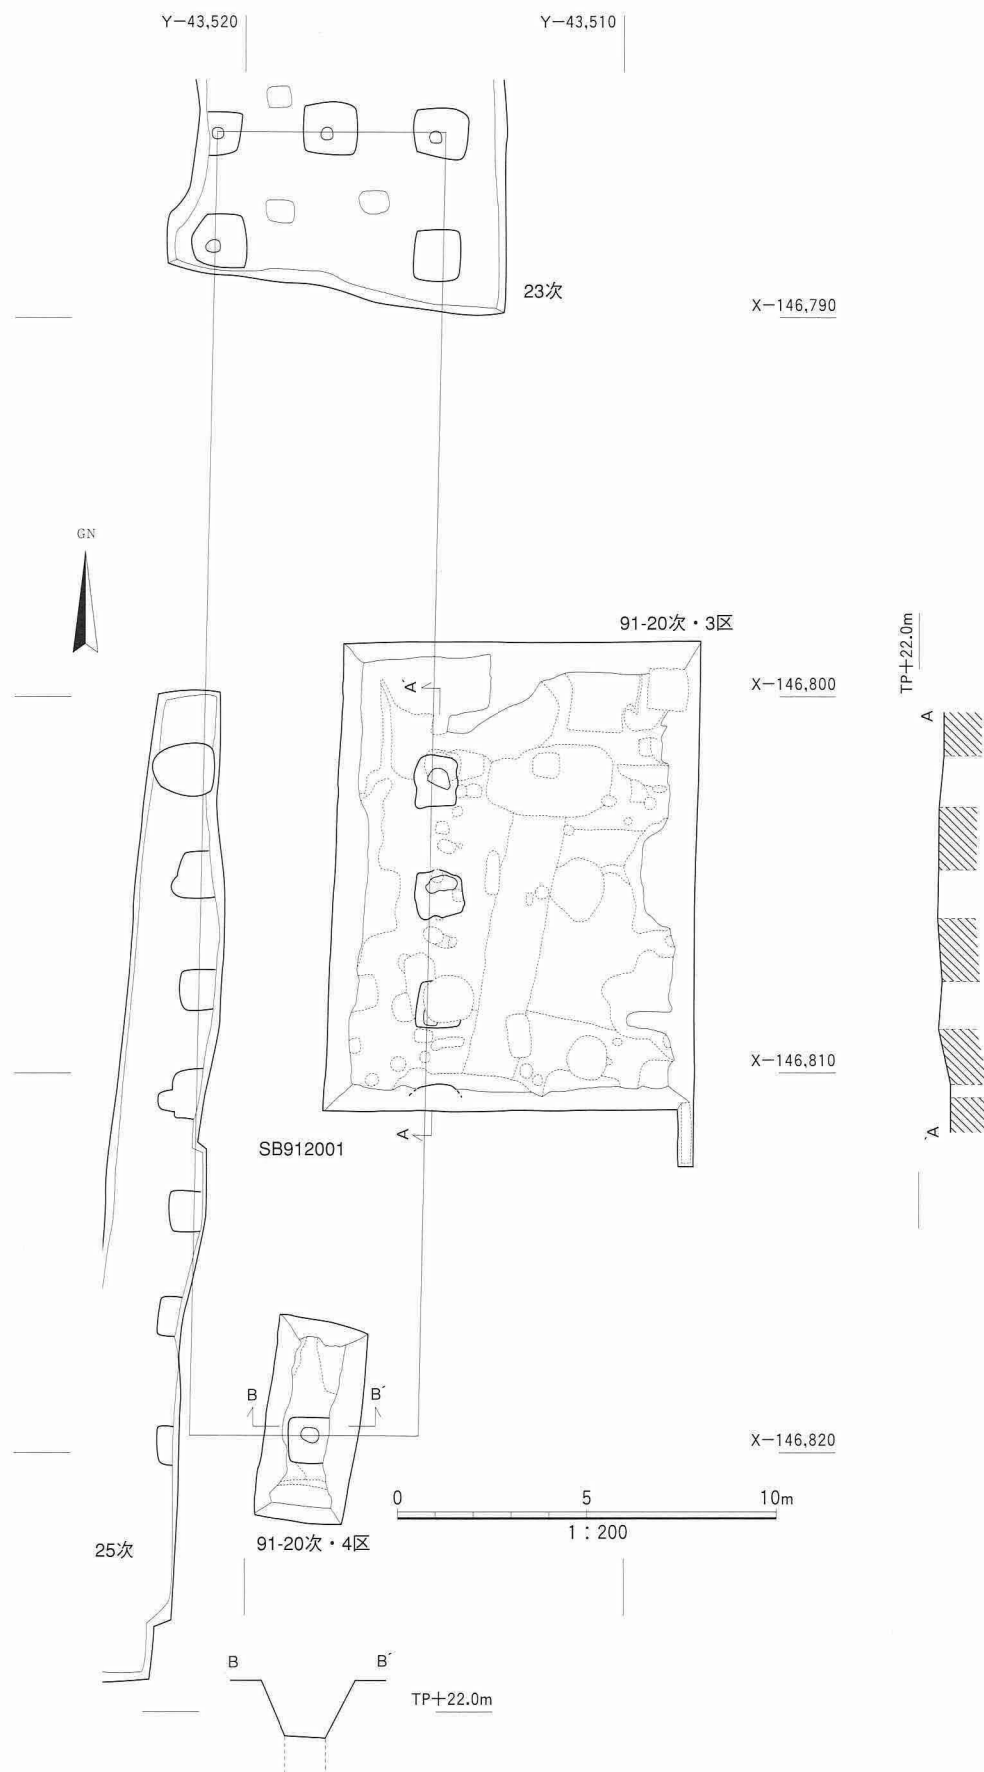 Y-43,520
Y-43,510
23次
X-146,790
GN
91-20次・3区
TP+22.0m
X-146,800
A´
A
X-146,810
A
A´
SB912001
B
B´
X-146,820
0 5 10m
1:200
25次
91-20次・4区
B
B´
TP+22.0m